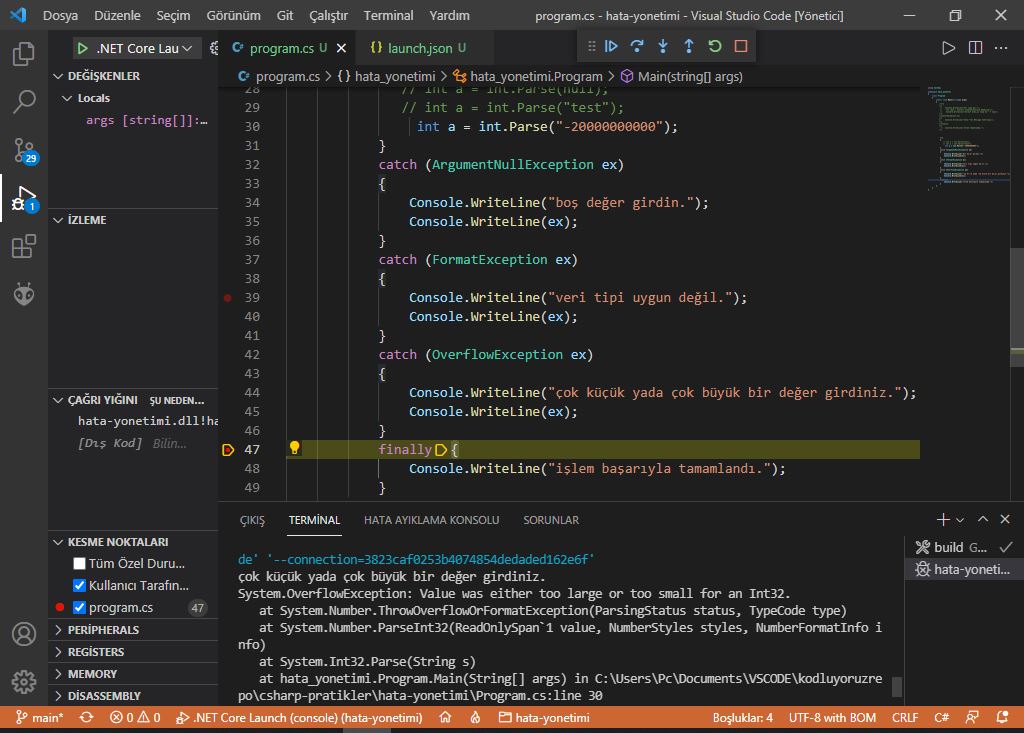 Dosya Düzenle Seçim Görünüm Git Çalıştır Terminal Yardım program.cs - hata-yonetimi - Visual Studio Code [Yönetici]
.NET Core Lau
program.cs U
launch.json U
DEĞİŞKENLER
Locals
args [string[]]:…
İZLEME
ÇAĞRI YIĞINI ŞU NEDEN...
hata-yonetimi.dll!ha
[Dış Kod] Bilin...
KESME NOKTALARI
Tüm Özel Duru...
Kullanıcı Tarafın...
program.cs 47
PERIPHERALS
REGISTERS
MEMORY
DISASSEMBLY
29
1
program.cs > {} hata_yonetimi > hata_yonetimi.Program > Main(string[] args)
28 // int a = int.Parse(null);
29 // int a = int.Parse("test");
30 int a = int.Parse("-20000000000");
31 }
32 catch (ArgumentNullException ex)
33 {
34 Console.WriteLine("boş değer girdin.");
35 Console.WriteLine(ex);
36 }
37 catch (FormatException ex)
38 {
39 Console.WriteLine("veri tipi uygun değil.");
40 Console.WriteLine(ex);
41 }
42 catch (OverflowException ex)
43 {
44 Console.WriteLine("çok küçük yada çok büyük bir değer girdiniz.");
45 Console.WriteLine(ex);
46 }
47 finally {
48 Console.WriteLine("işlem başarıyla tamamlandı.");
49 }
ÇIKIŞ TERMİNAL HATA AYIKLAMA KONSOLU SORUNLAR
de' '--connection=3823caf0253b4074854dedaded162e6f'
çok küçük yada çok büyük bir değer girdiniz.
System.OverflowException: Value was either too large or too small for an Int32.
at System.Number.ThrowOverflowOrFormatException(ParsingStatus status, TypeCode type)
at System.Number.ParseInt32(ReadOnlySpan`1 value, NumberStyles styles, NumberFormatInfo i
nfo)
at System.Int32.Parse(String s)
at hata_yonetimi.Program.Main(String[] args) in C:\Users\Pc\Documents\VSCODE\kodluyoruzre
po\csharp-pratikler\hata-yonetimi\Program.cs:line 30
build G...
hata-yoneti...
main* 0 0 .NET Core Launch (console) (hata-yonetimi) hata-yonetimi Boşluklar: 4 UTF-8 with BOM CRLF C#